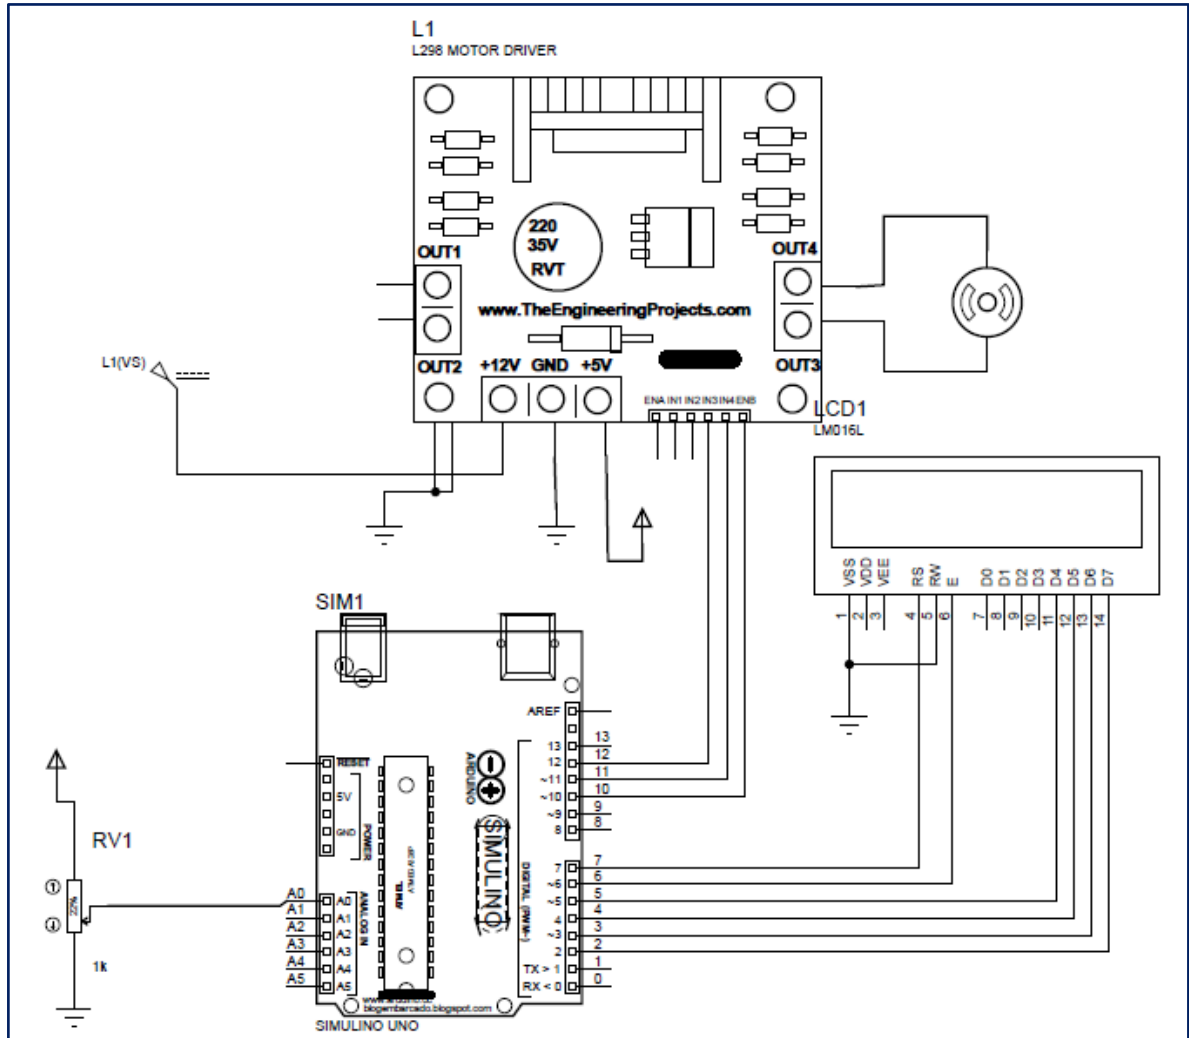 L1
L298 MOTOR DRIVER
220
35V
RVT
OUT1
OUT4
www.TheEngineeringProjects.com
OUT2
+12V GND +5V
OUT3
L1(VS)
ENA IN1 IN2 IN3 IN4 ENB
LCD1
LM016L
VSS
VDD
VEE
RS
RW
E
D0
D1
D2
D3
D4
D5
D6
D7
1
2
3
4
5
6
7
8
9
10
11
12
13
14
SIM1
AREF
13 13
12 12
~11 11
~10 10
~9 9
8 8
RESET
5V
GND
POWER
ARDUINO
SIMULINO
ATMEL
DIGITAL (PWM~)
7 7
~6 6
~5 5
4 4
~3 3
2 2
TX > 1 1
RX < 0 0
RV1
22%
1k
A0 A0
A1 A1
A2 A2
A3 A3
A4 A4
A5 A5
ANALOG IN
blogembarcado.blogspot.com
SIMULINO UNO